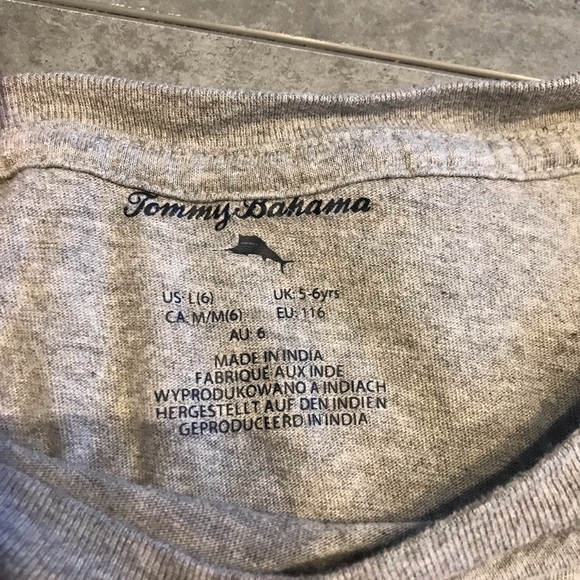 Tommy Bahama
US: L(6) UK: 5-6yrs
CA: M/M(6) EU: 116
AU: 6
MADE IN INDIA
FABRIQUE AUX INDE
WYPRODUKOWANO A INDIACH
HERGESTELLT AUF DEN INDIEN
GEPRODUCEERD IN INDIA